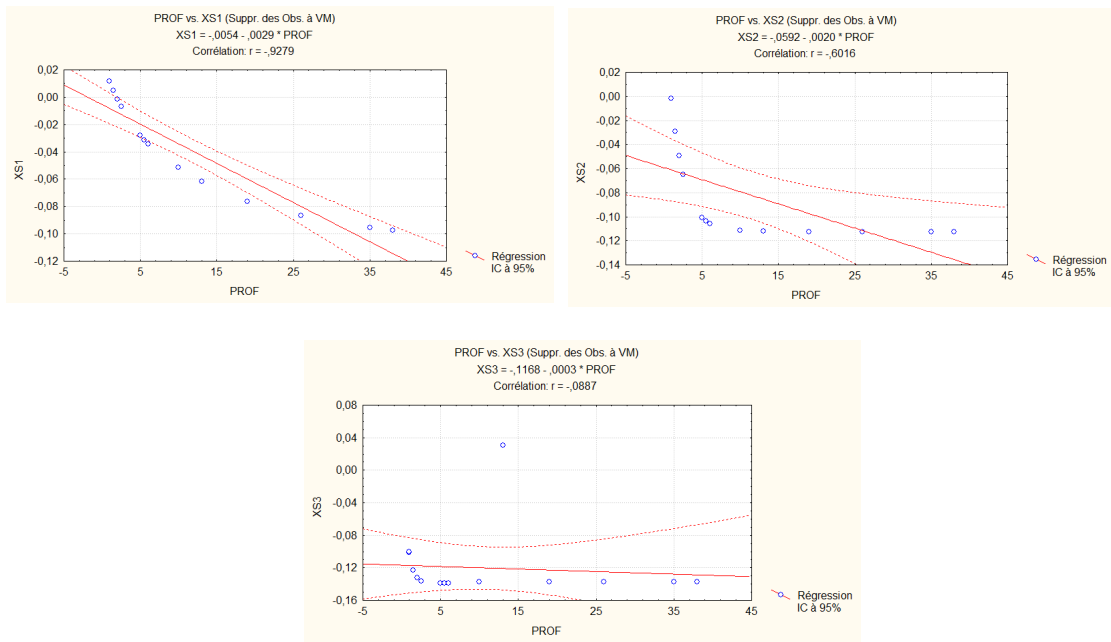 PROF vs. XS1 (Suppr. des Obs. à VM)
XS1 = -,0054 - ,0029 * PROF
Corrélation: r = -,9279
0,02
0,00
-0,02
-0,04
-0,06
-0,08
-0,10
-0,12
XS1
-5 5 15 25 35 45
PROF
Régression
IC à 95%
PROF vs. XS2 (Suppr. des Obs. à VM)
XS2 = -,0592 - ,0020 * PROF
Corrélation: r = -,6016
0,02
0,00
-0,02
-0,04
-0,06
-0,08
-0,10
-0,12
-0,14
XS2
-5 5 15 25 35 45
PROF
Régression
IC à 95%
PROF vs. XS3 (Suppr. des Obs. à VM)
XS3 = -,1168 - ,0003 * PROF
Corrélation: r = -,0887
0,08
0,04
0,00
-0,04
-0,08
-0,12
-0,16
XS3
-5 5 15 25 35 45
PROF
Régression
IC à 95%